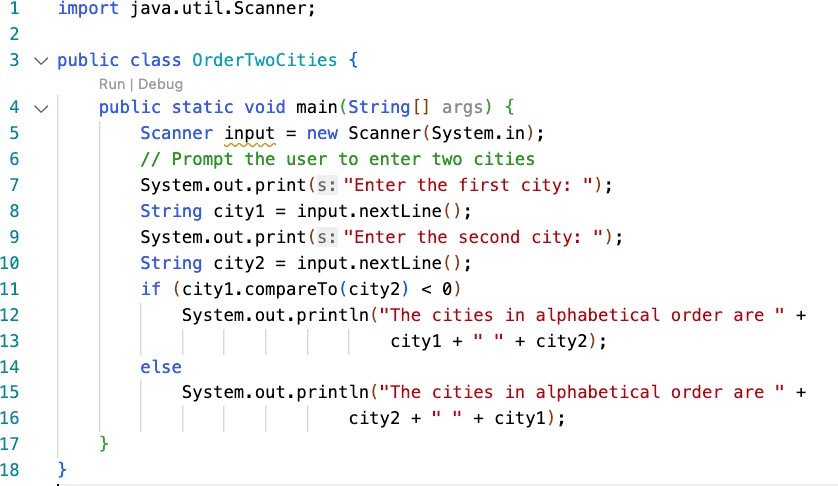 1 import java.util.Scanner;
2
3 public class OrderTwoCities {
Run | Debug
4 public static void main(String[] args) {
5 Scanner input = new Scanner(System.in);
6 // Prompt the user to enter two cities
7 System.out.print(s: "Enter the first city: ");
8 String city1 = input.nextLine();
9 System.out.print(s: "Enter the second city: ");
10 String city2 = input.nextLine();
11 if (city1.compareTo(city2) < 0)
12 System.out.println("The cities in alphabetical order are " +
13 city1 + " " + city2);
14 else
15 System.out.println("The cities in alphabetical order are " +
16 city2 + " " + city1);
17 }
18 }